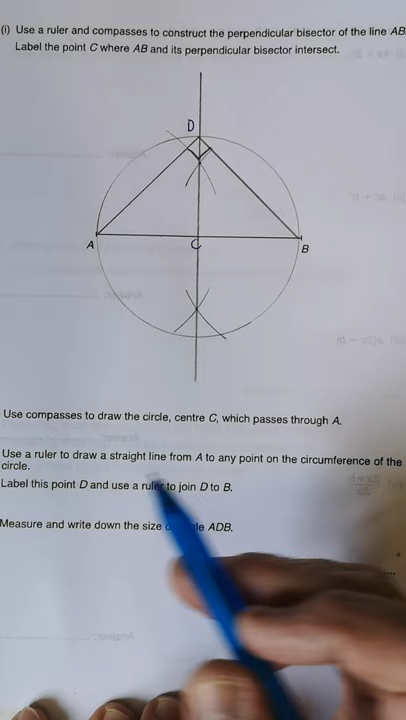 (i) Use a ruler and compasses to construct the perpendicular bisector of the line AB
Label the point C where AB and its perpendicular bisector intersect.
D
A
C
B
Use compasses to draw the circle, centre C, which passes through A.
Use a ruler to draw a straight line from A to any point on the circumference of the
circle.
Label this point D and use a ruler to join D to B.
Measure and write down the size ADB.
°